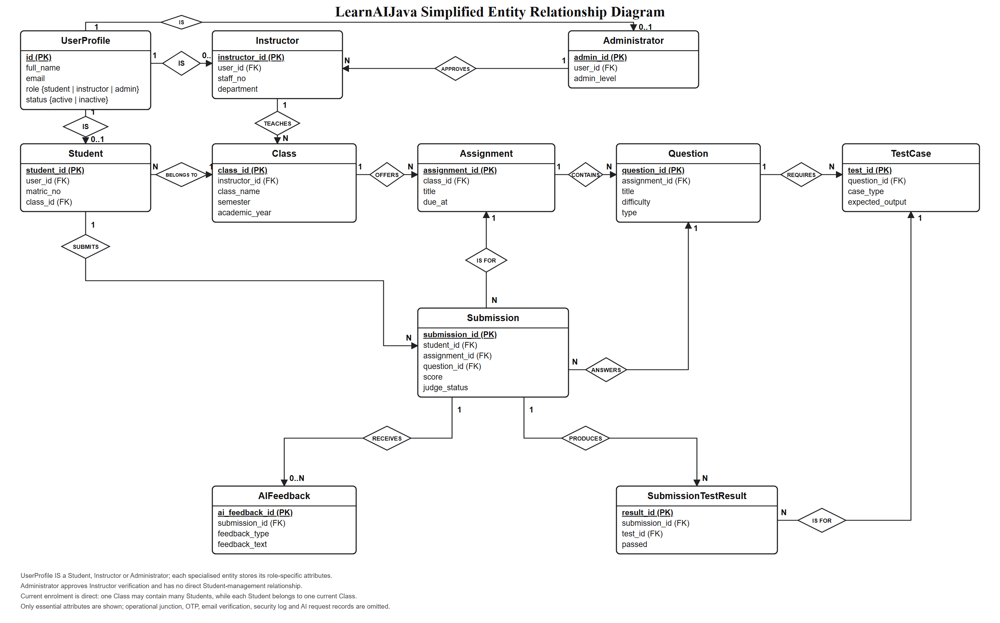 LearnAIJava Simplified Entity Relationship Diagram
IS
1
0..1
UserProfile
id (PK)
full_name
email
role {student | instructor | admin}
status {active | inactive}
1
IS
0..
Instructor
instructor_id (PK)
user_id (FK)
staff_no
department
N
APPROVES
1
Administrator
admin_id (PK)
user_id (FK)
admin_level
1
IS
0..1
1
TEACHES
N
Student
student_id (PK)
user_id (FK)
matric_no
class_id (FK)
N
BELONGS TO
1
Class
class_id (PK)
instructor_id (FK)
class_name
semester
academic_year
1
OFFERS
N
Assignment
assignment_id (PK)
class_id (FK)
title
due_at
1
CONTAINS
N
Question
question_id (PK)
assignment_id (FK)
title
difficulty
type
1
REQUIRES
N
TestCase
test_id (PK)
question_id (FK)
case_type
expected_output
1
SUBMITS
N
1
IS FOR
N
1
1
Submission
submission_id (PK)
student_id (FK)
assignment_id (FK)
question_id (FK)
score
judge_status
N
ANSWERS
1
RECEIVES
0..N
1
PRODUCES
N
AIFeedback
ai_feedback_id (PK)
submission_id (FK)
feedback_type
feedback_text
SubmissionTestResult
result_id (PK)
submission_id (FK)
test_id (FK)
passed
N
IS FOR
UserProfile IS a Student, Instructor or Administrator; each specialised entity stores its role-specific attributes.
Administrator approves Instructor verification and has no direct Student-management relationship.
Current enrolment is direct: one Class may contain many Students, while each Student belongs to one current Class.
Only essential attributes are shown; operational junction, OTP, email verification, security log and AI request records are omitted.